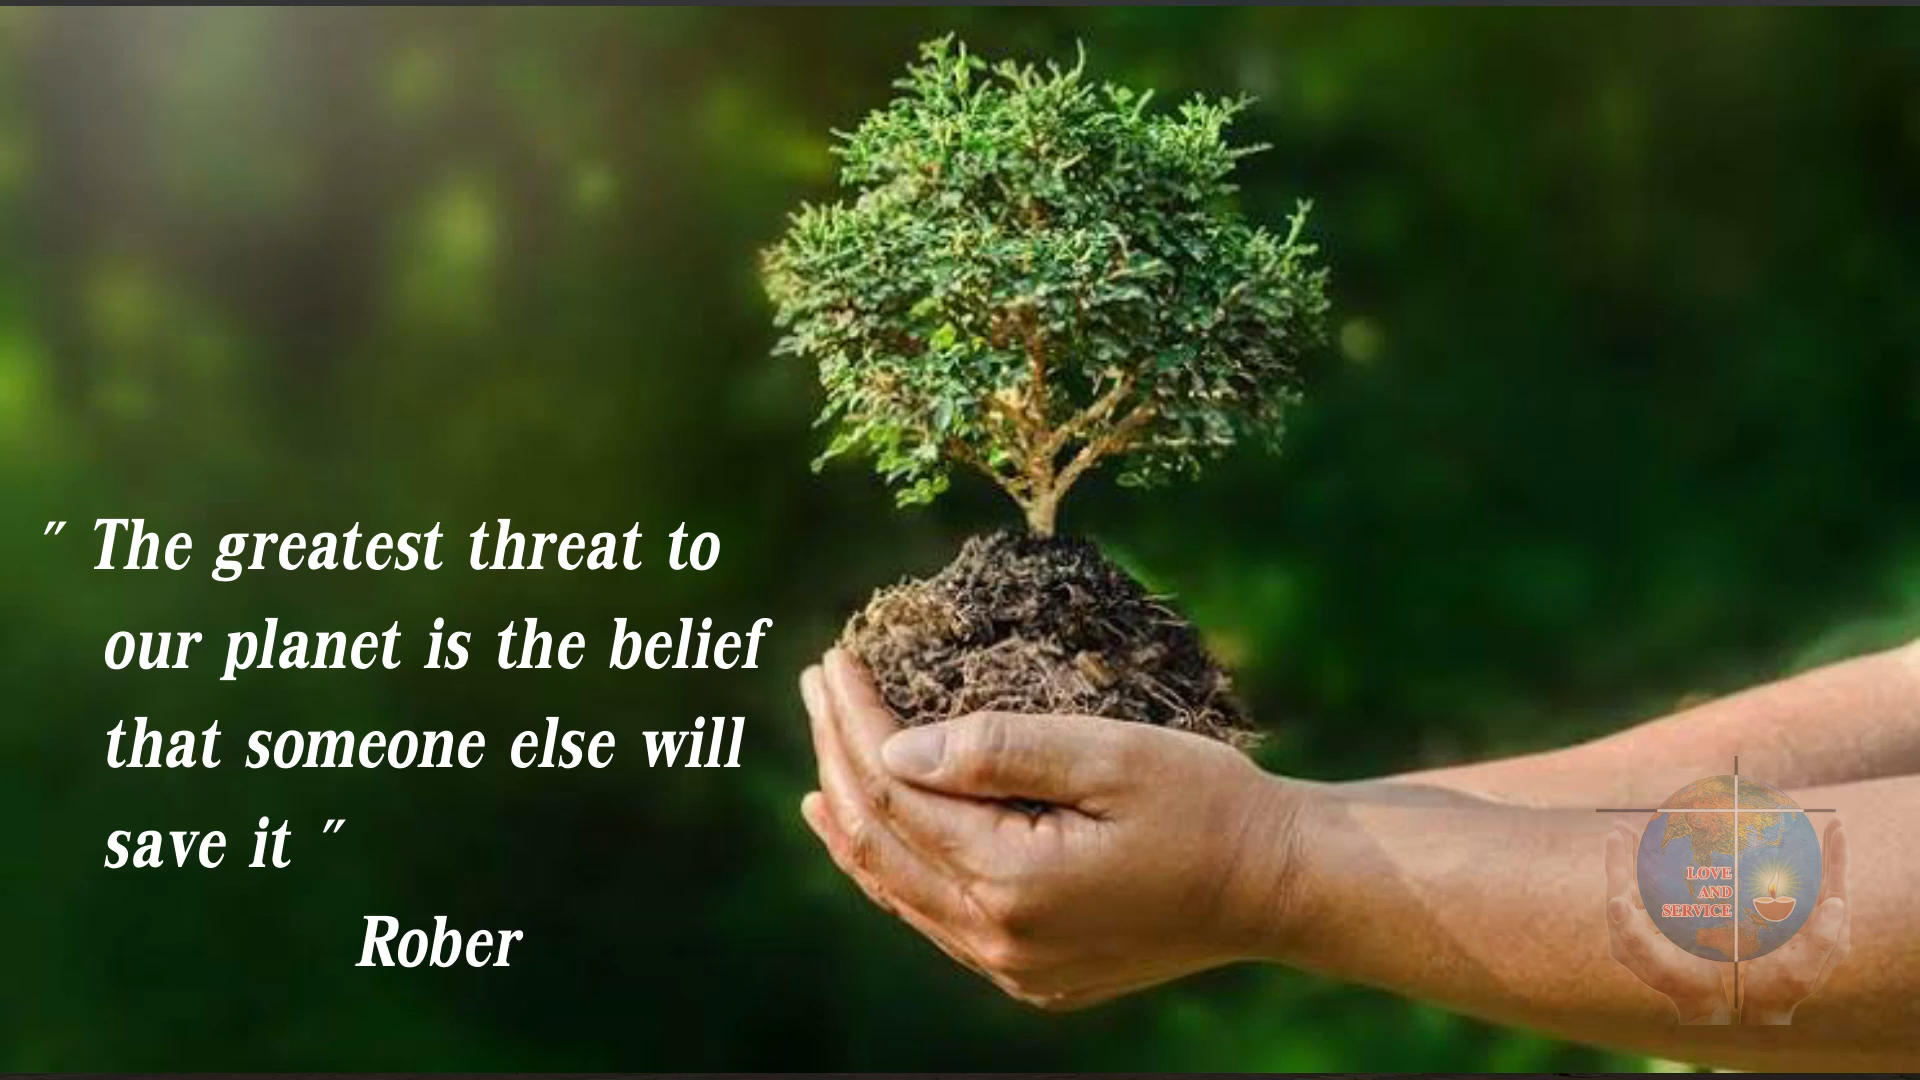 " The greatest threat to
our planet is the belief
that someone else will
save it "
Rober
LOVE
AND
SERVICE